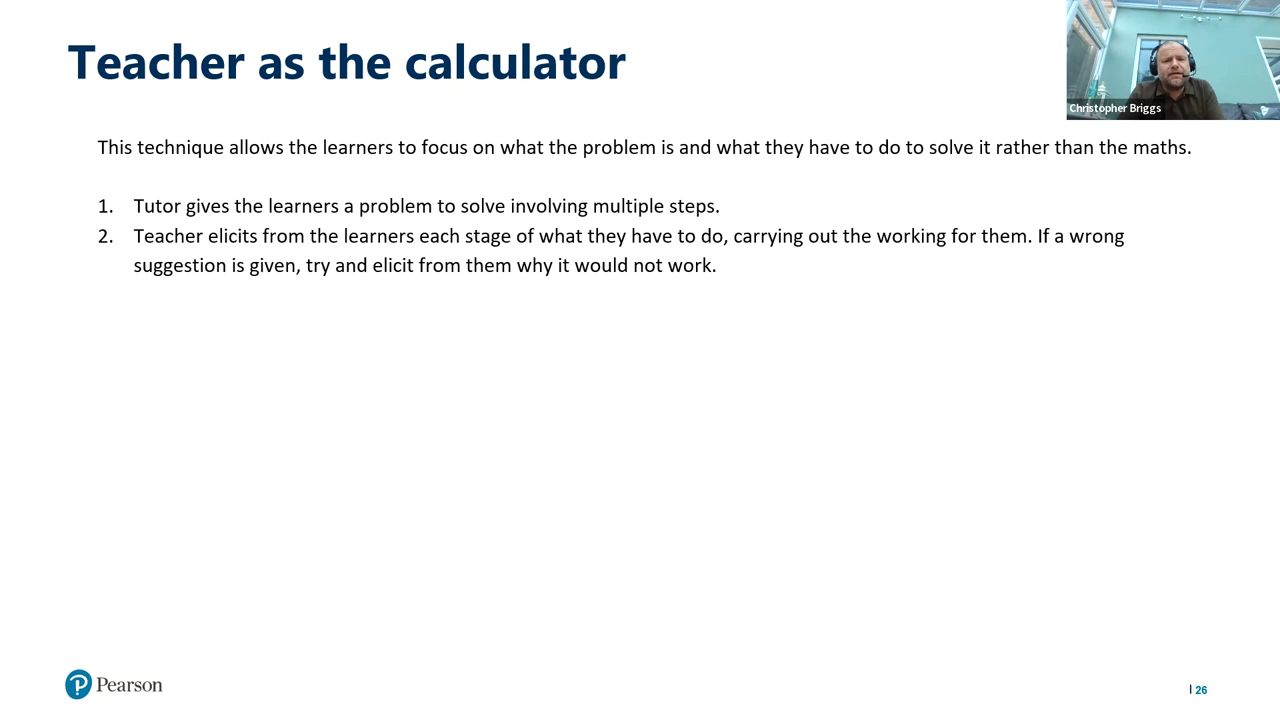 Teacher as the calculator
Christopher Briggs
This technique allows the learners to focus on what the problem is and what they have to do to solve it rather than the maths.
1. Tutor gives the learners a problem to solve involving multiple steps.
2. Teacher elicits from the learners each stage of what they have to do, carrying out the working for them. If a wrong
suggestion is given, try and elicit from them why it would not work.
Pearson
| 26